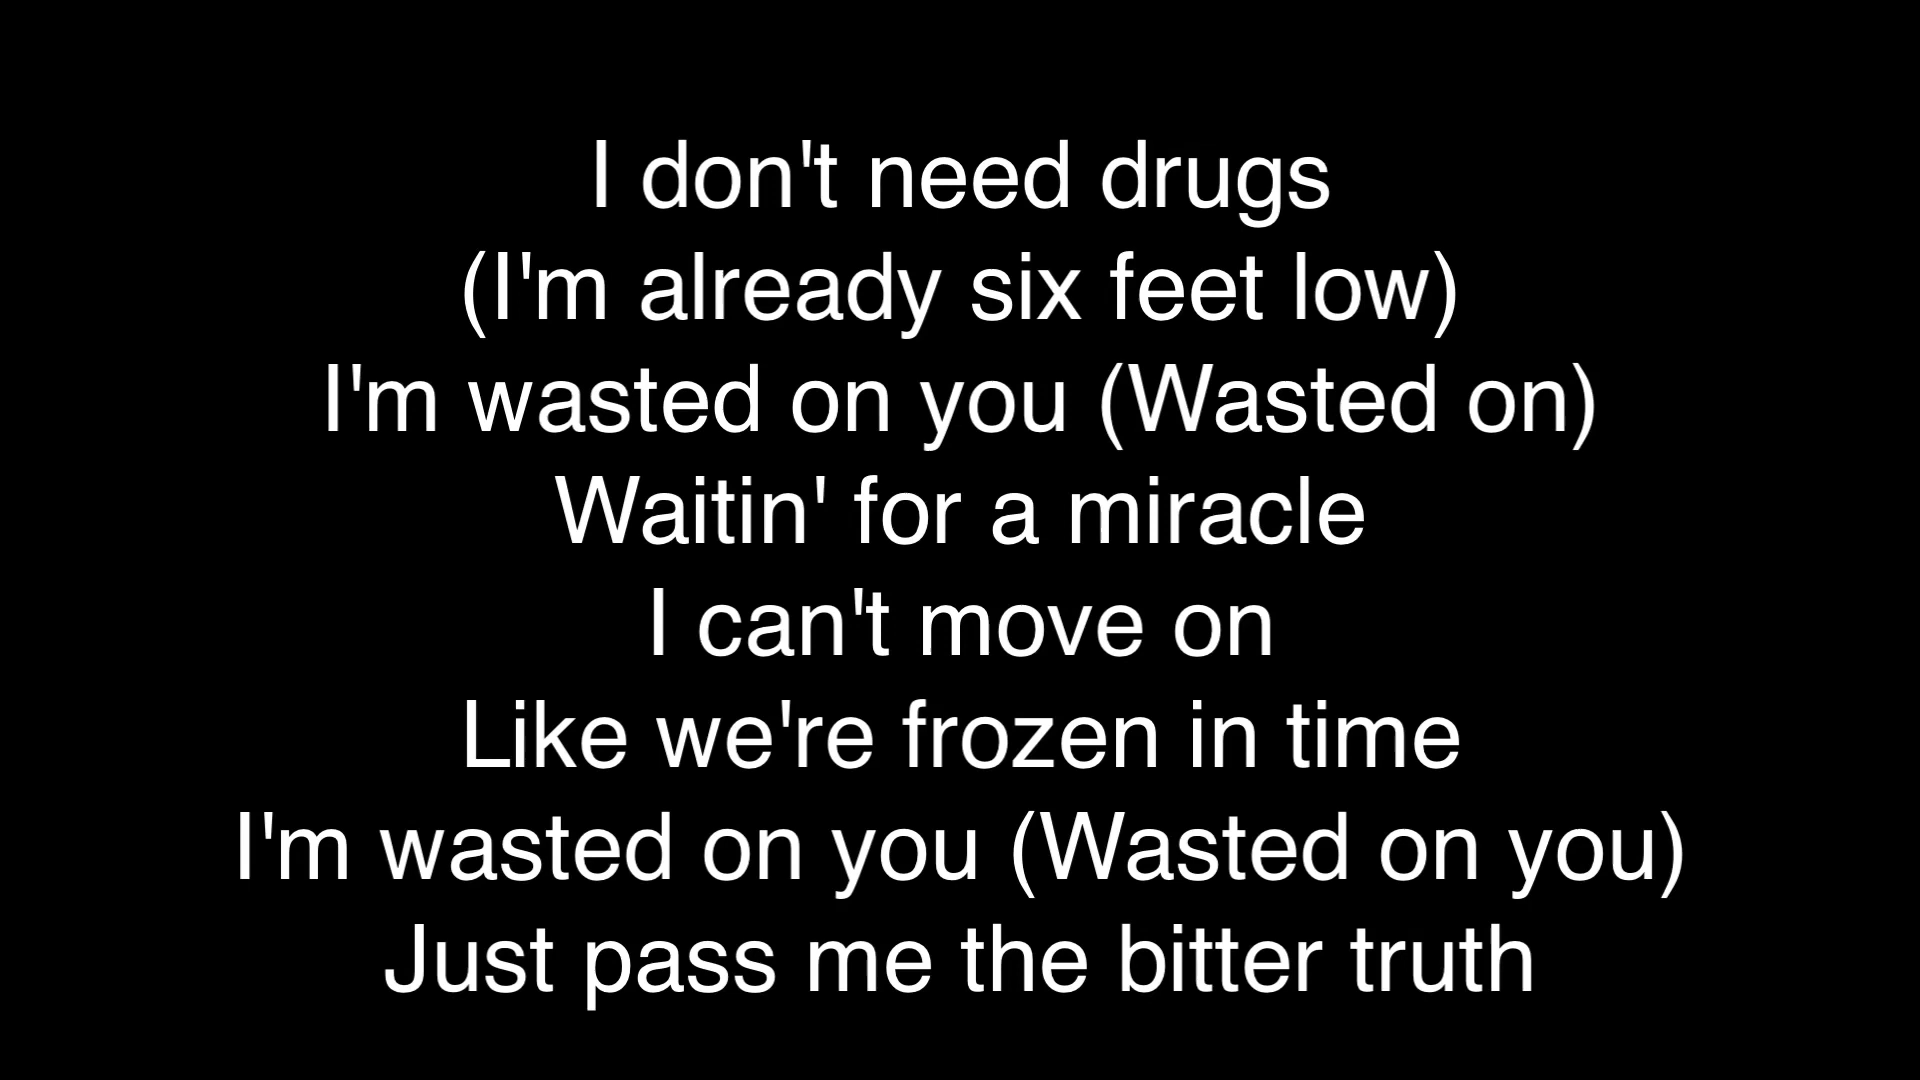 I don't need drugs
(I'm already six feet low)
I'm wasted on you (Wasted on)
Waitin' for a miracle
I can't move on
Like we're frozen in time
I'm wasted on you (Wasted on you)
Just pass me the bitter truth